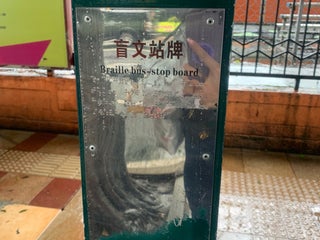 盲文站牌
Braille bus-stop board